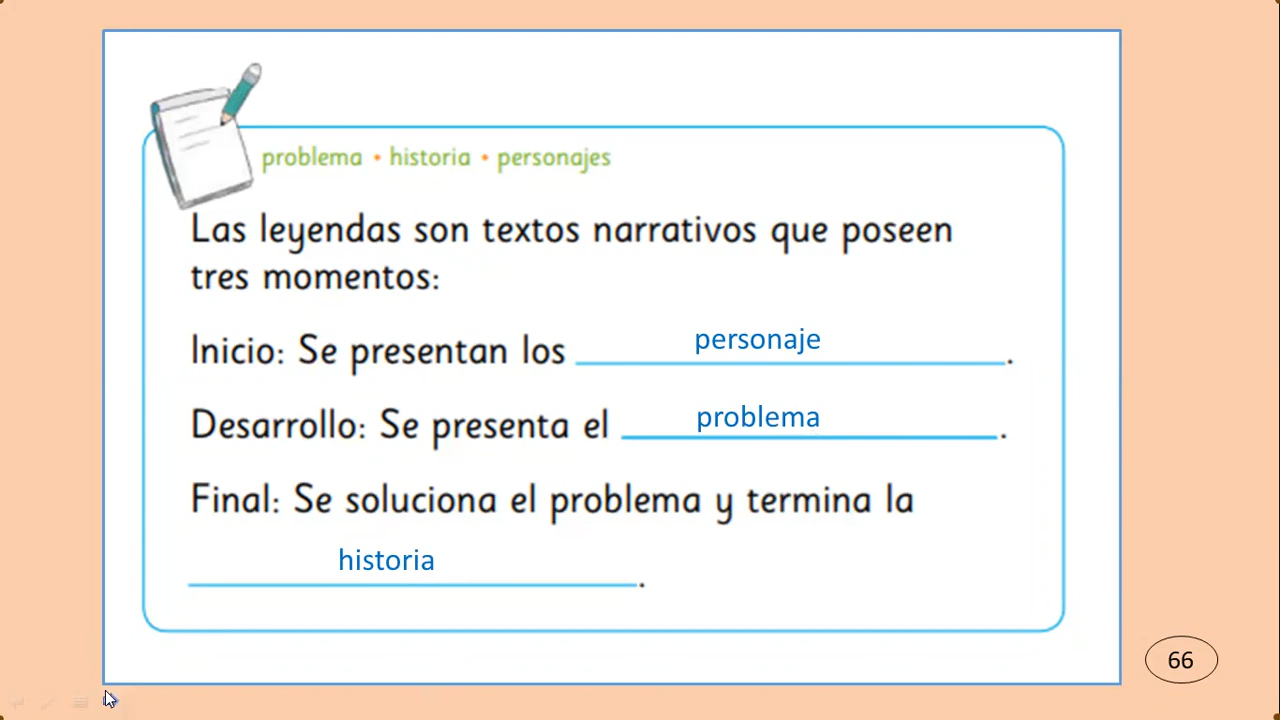 problema • historia • personajes
Las leyendas son textos narrativos que poseen
tres momentos:
Inicio: Se presentan los personaje.
Desarrollo: Se presenta el problema.
Final: Se soluciona el problema y termina la
historia.
66